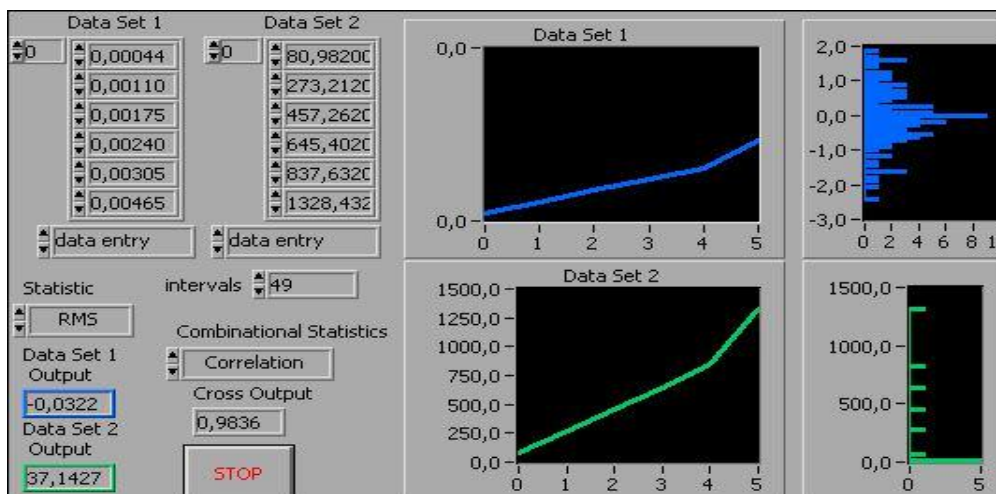 Data Set 1
Data Set 2
0
0,00044
0,00110
0,00175
0,00240
0,00305
0,00465
data entry
0
80,98200
273,2120
457,2620
645,4020
837,6320
1328,432
data entry
Statistic
RMS
intervals
49
Combinational Statistics
Correlation
Cross Output
0,9836
Data Set 1
Output
-0,0322
Data Set 2
Output
37,1427
STOP
Data Set 1
0,0
0,0
0 1 2 3 4 5
2,0
1,0
0,0
-1,0
-2,0
-3,0
0 2 4 6 8 1
Data Set 2
1500,0
1250,0
1000,0
750,0
500,0
250,0
0,0
0 1 2 3 4 5
1500,0
1000,0
500,0
0,0
0 5